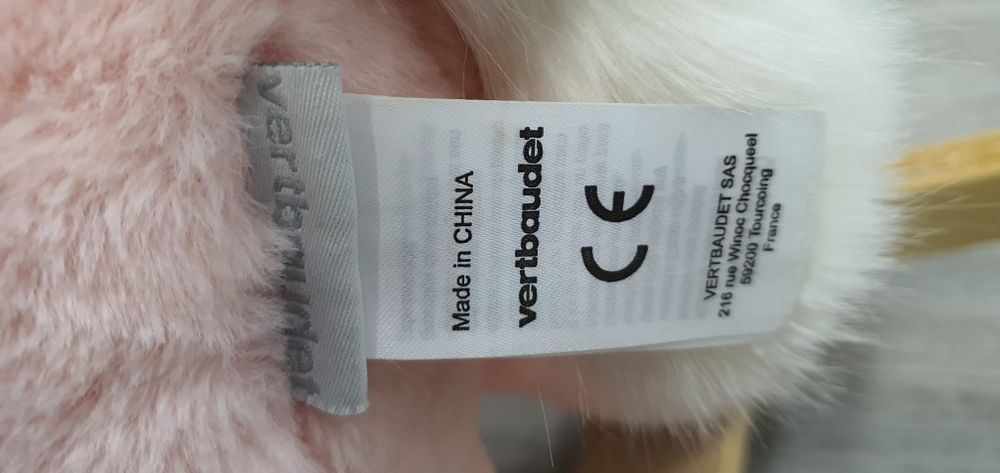 vertbaudet
Made in CHINA
vertbaudet
CE
VERTBAUDET SAS
216 rue Winoc Chocqueel
59200 Tourcoing
France